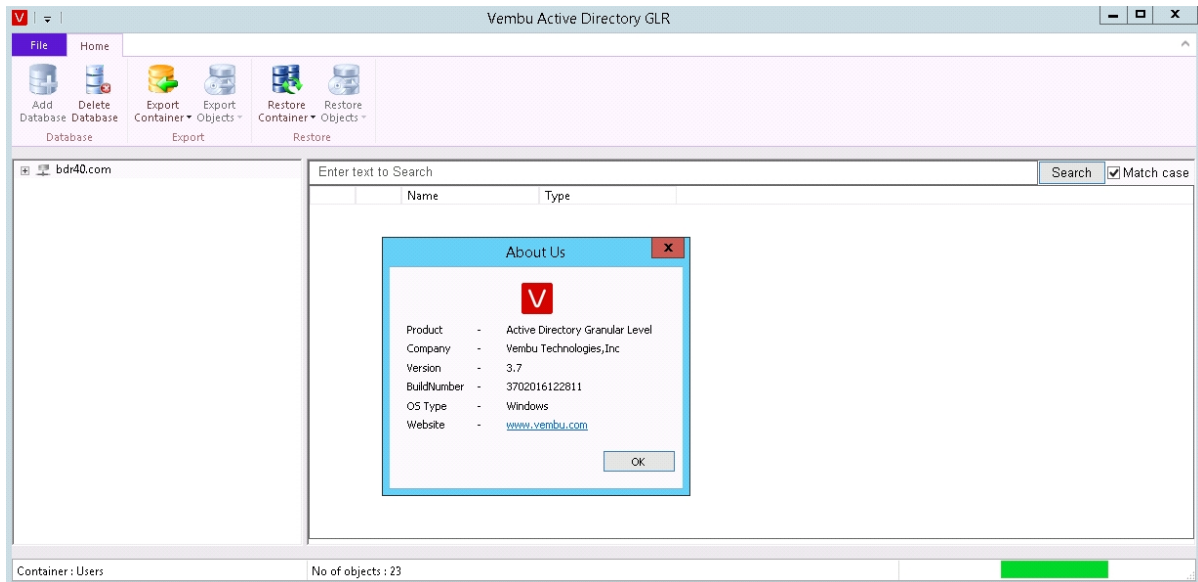 V Vembu Active Directory GLR
File Home
Add Database Delete Database Export Container Export Objects Restore Container Restore Objects
Database Export Restore
bdr40.com
Enter text to Search Search Match case
Name Type
About Us
V
Product - Active Directory Granular Level
Company - Vembu Technologies,Inc
Version - 3.7
BuildNumber - 3702016122811
OS Type - Windows
Website - www.vembu.com
OK
Container : Users No of objects : 23